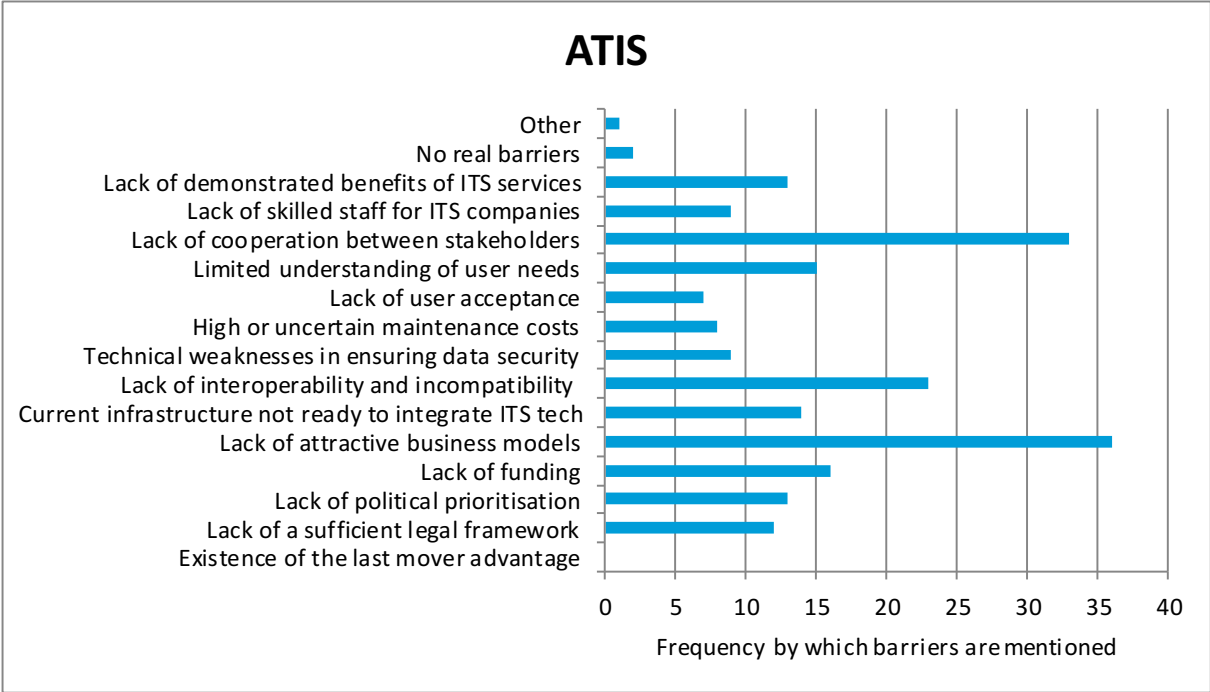 ATIS
Other
No real barriers
Lack of demonstrated benefits of ITS services
Lack of skilled staff for ITS companies
Lack of cooperation between stakeholders
Limited understanding of user needs
Lack of user acceptance
High or uncertain maintenance costs
Technical weaknesses in ensuring data security
Lack of interoperability and incompatibility
Current infrastructure not ready to integrate ITS tech
Lack of attractive business models
Lack of funding
Lack of political prioritisation
Lack of a sufficient legal framework
Existence of the last mover advantage
0 5 10 15 20 25 30 35 40
Frequency by which barriers are mentioned